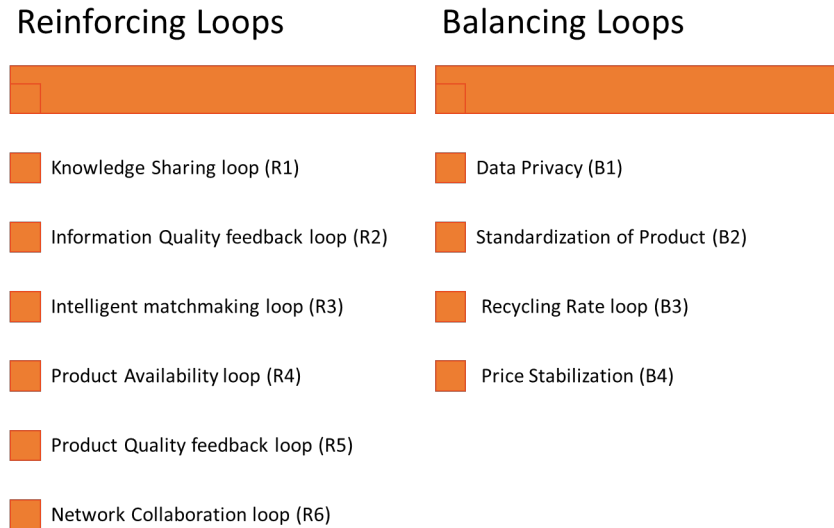 Reinforcing Loops
Knowledge Sharing loop (R1)
Information Quality feedback loop (R2)
Intelligent matchmaking loop (R3)
Product Availability loop (R4)
Product Quality feedback loop (R5)
Network Collaboration loop (R6)
Balancing Loops
Data Privacy (B1)
Standardization of Product (B2)
Recycling Rate loop (B3)
Price Stabilization (B4)